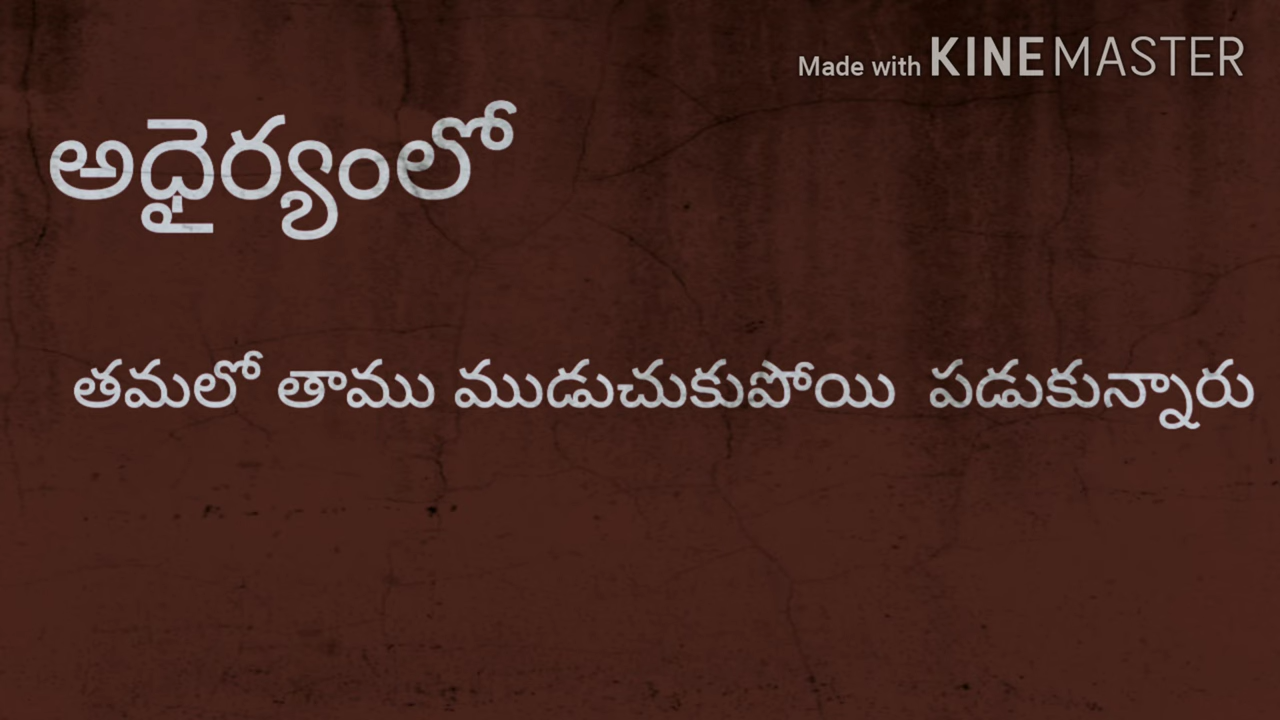 Made with KINEMASTER
అధైర్యంలో
తమలో తాము ముడుచుకుపోయి పడుకున్నారు